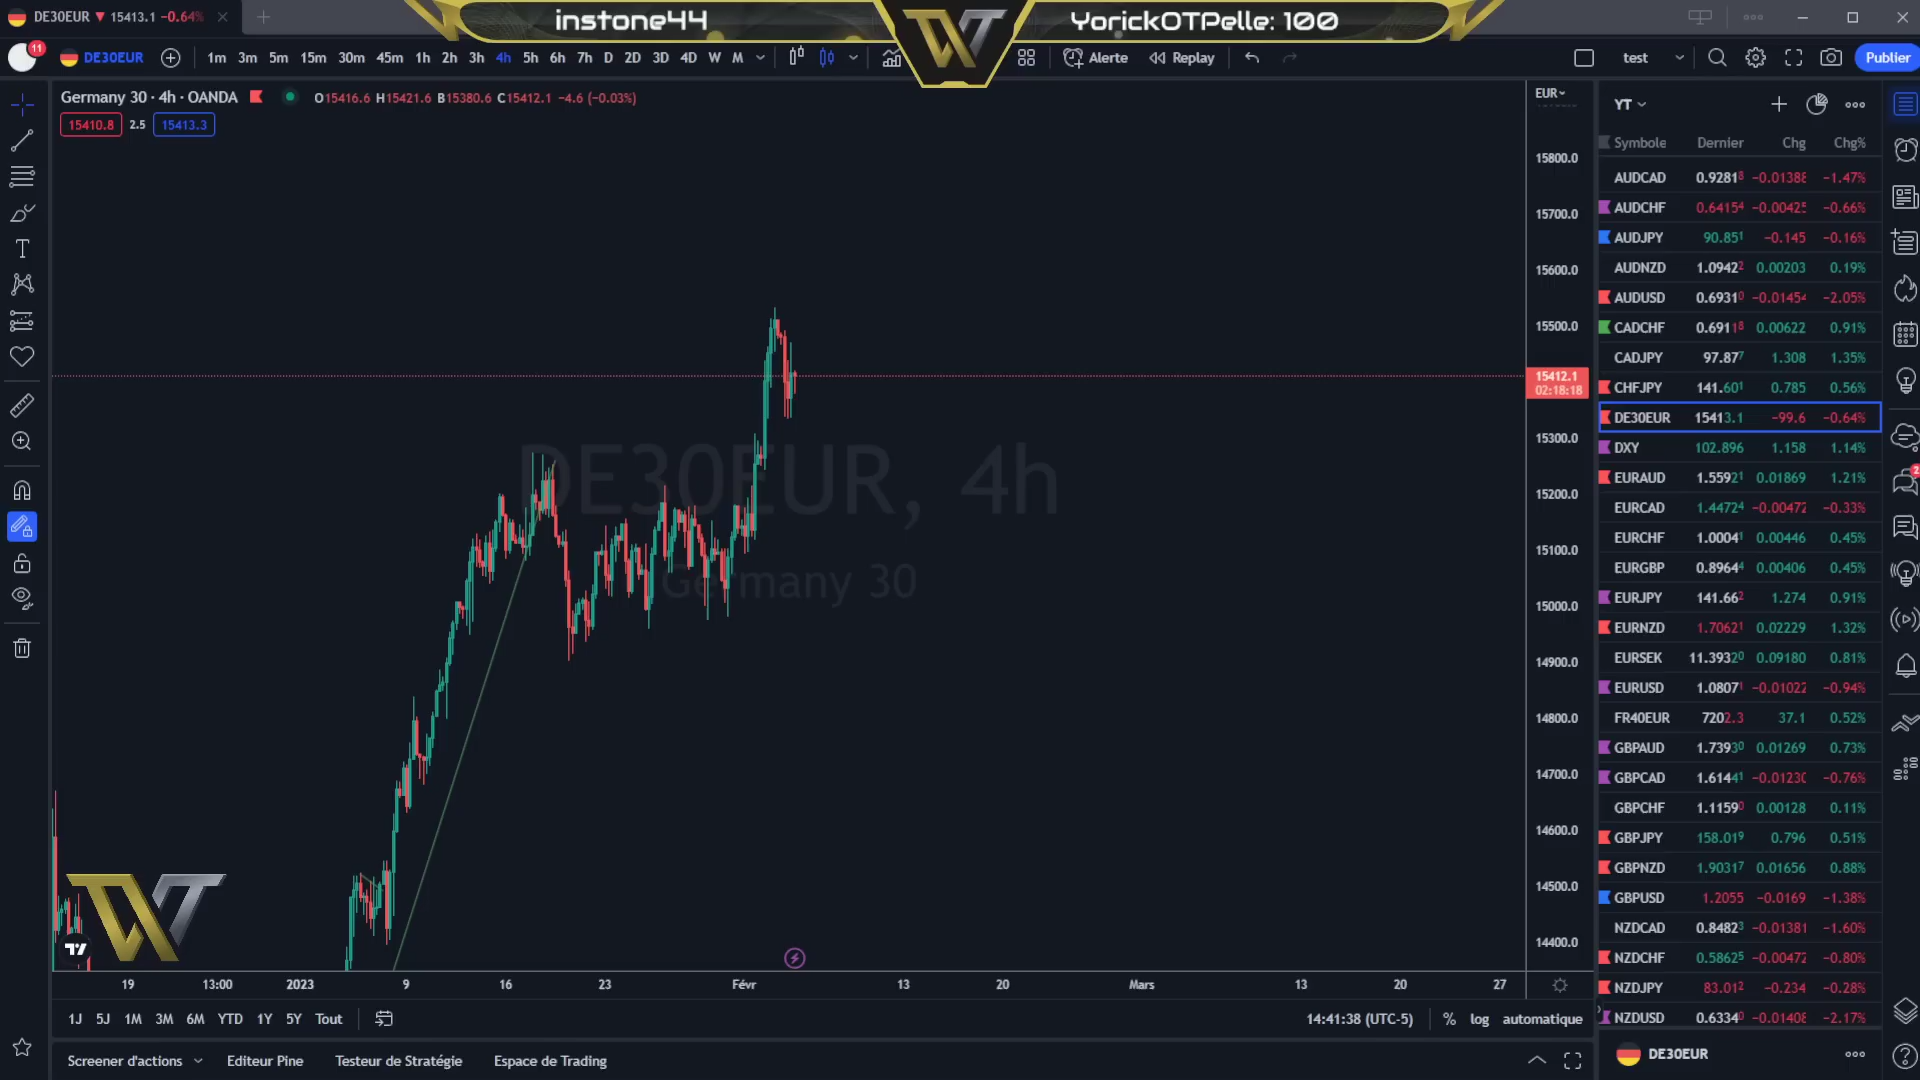 DE30EUR ▼ 15413.1 −0.64%
instone44
YorickOTPelle: 100
11
DE30EUR
1m 3m 5m 15m 30m 45m 1h 2h 3h 4h 5h 6h 7h D 2D 3D 4D W M
Alerte
Replay
test
Publier
Germany 30 · 4h · OANDA
O15416.6 H15421.6 B15380.6 C15412.1 −4.6 (−0.03%)
15410.8 2.5 15413.3
EUR
15800.0
15700.0
15600.0
15500.0
15412.1
02:18:18
15300.0
15200.0
15100.0
15000.0
14900.0
14800.0
14700.0
14600.0
14500.0
14400.0
DE30EUR, 4h
Germany 30
19 13:00 2023 9 16 23 Févr 13 20 Mars 13 20 27
1J 5J 1M 3M 6M YTD 1Y 5Y Tout
14:41:38 (UTC-5) % log automatique
Screener d'actions Editeur Pine Testeur de Stratégie Espace de Trading
YT
Symbole Dernier Chg Chg%
AUDCAD 0.92818 −0.01388 −1.47%
AUDCHF 0.64154 −0.00425 −0.66%
AUDJPY 90.851 −0.145 −0.16%
AUDNZD 1.09422 0.00203 0.19%
AUDUSD 0.69310 −0.01454 −2.05%
CADCHF 0.69118 0.00622 0.91%
CADJPY 97.877 1.308 1.35%
CHFJPY 141.601 0.785 0.56%
DE30EUR 15413.1 −99.6 −0.64%
DXY 102.896 1.158 1.14%
EURAUD 1.55921 0.01869 1.21%
EURCAD 1.44724 −0.00472 −0.33%
EURCHF 1.00041 0.00446 0.45%
EURGBP 0.89644 0.00406 0.45%
EURJPY 141.662 1.274 0.91%
EURNZD 1.70621 0.02229 1.32%
EURSEK 11.39320 0.09180 0.81%
EURUSD 1.08071 −0.01022 −0.94%
FR40EUR 7202.3 37.1 0.52%
GBPAUD 1.73930 0.01269 0.73%
GBPCAD 1.61441 −0.01230 −0.76%
GBPCHF 1.11590 0.00128 0.11%
GBPJPY 158.019 0.796 0.51%
GBPNZD 1.90317 0.01656 0.88%
GBPUSD 1.2055 −0.0169 −1.38%
NZDCAD 0.84823 −0.01381 −1.60%
NZDCHF 0.58625 −0.00472 −0.80%
NZDJPY 83.012 −0.234 −0.28%
NZDUSD 0.63340 −0.01408 −2.17%
DE30EUR
2